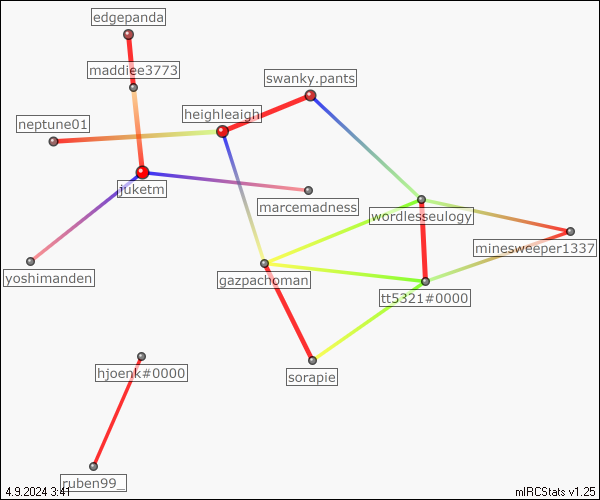 edgepanda
maddiee3773
swanky.pants
heighleaigh
neptune01
juketm
marcemadness
wordlesseulogy
minesweeper1337
yoshimanden
gazpachoman
tt5321#0000
hjoenk#0000
sorapie
ruben99_
4.9.2024 3:41
mIRCStats v1.25